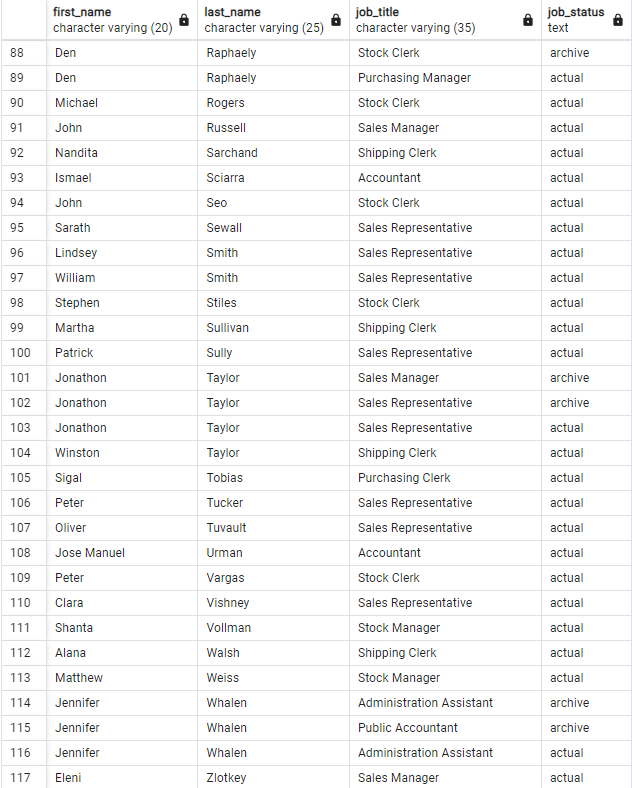 first_name last_name job_title job_status
character varying (20) character varying (25) character varying (35) text
88 Den Raphaely Stock Clerk archive
89 Den Raphaely Purchasing Manager actual
90 Michael Rogers Stock Clerk actual
91 John Russell Sales Manager actual
92 Nandita Sarchand Shipping Clerk actual
93 Ismael Sciarra Accountant actual
94 John Seo Stock Clerk actual
95 Sarath Sewall Sales Representative actual
96 Lindsey Smith Sales Representative actual
97 William Smith Sales Representative actual
98 Stephen Stiles Stock Clerk actual
99 Martha Sullivan Shipping Clerk actual
100 Patrick Sully Sales Representative actual
101 Jonathon Taylor Sales Manager archive
102 Jonathon Taylor Sales Representative archive
103 Jonathon Taylor Sales Representative actual
104 Winston Taylor Shipping Clerk actual
105 Sigal Tobias Purchasing Clerk actual
106 Peter Tucker Sales Representative actual
107 Oliver Tuvault Sales Representative actual
108 Jose Manuel Urman Accountant actual
109 Peter Vargas Stock Clerk actual
110 Clara Vishney Sales Representative actual
111 Shanta Vollman Stock Manager actual
112 Alana Walsh Shipping Clerk actual
113 Matthew Weiss Stock Manager actual
114 Jennifer Whalen Administration Assistant archive
115 Jennifer Whalen Public Accountant archive
116 Jennifer Whalen Administration Assistant actual
117 Eleni Zlotkey Sales Manager actual